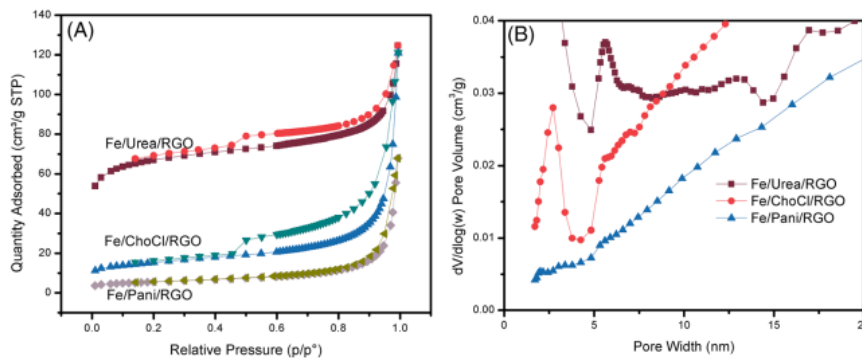 (A)
Quantity Adsorbed (cm³/g STP)
140
120
100
80
60
40
20
0
Fe/Urea/RGO
Fe/ChoCl/RGO
Fe/Pani/RGO
0.0 0.2 0.4 0.6 0.8 1.0
Relative Pressure (p/p°)
(B)
dV/dlog(w) Pore Volume (cm³/g)
0.04
0.03
0.02
0.01
0.00
Fe/Urea/RGO
Fe/ChoCl/RGO
Fe/Pani/RGO
0 5 10 15 20
Pore Width (nm)